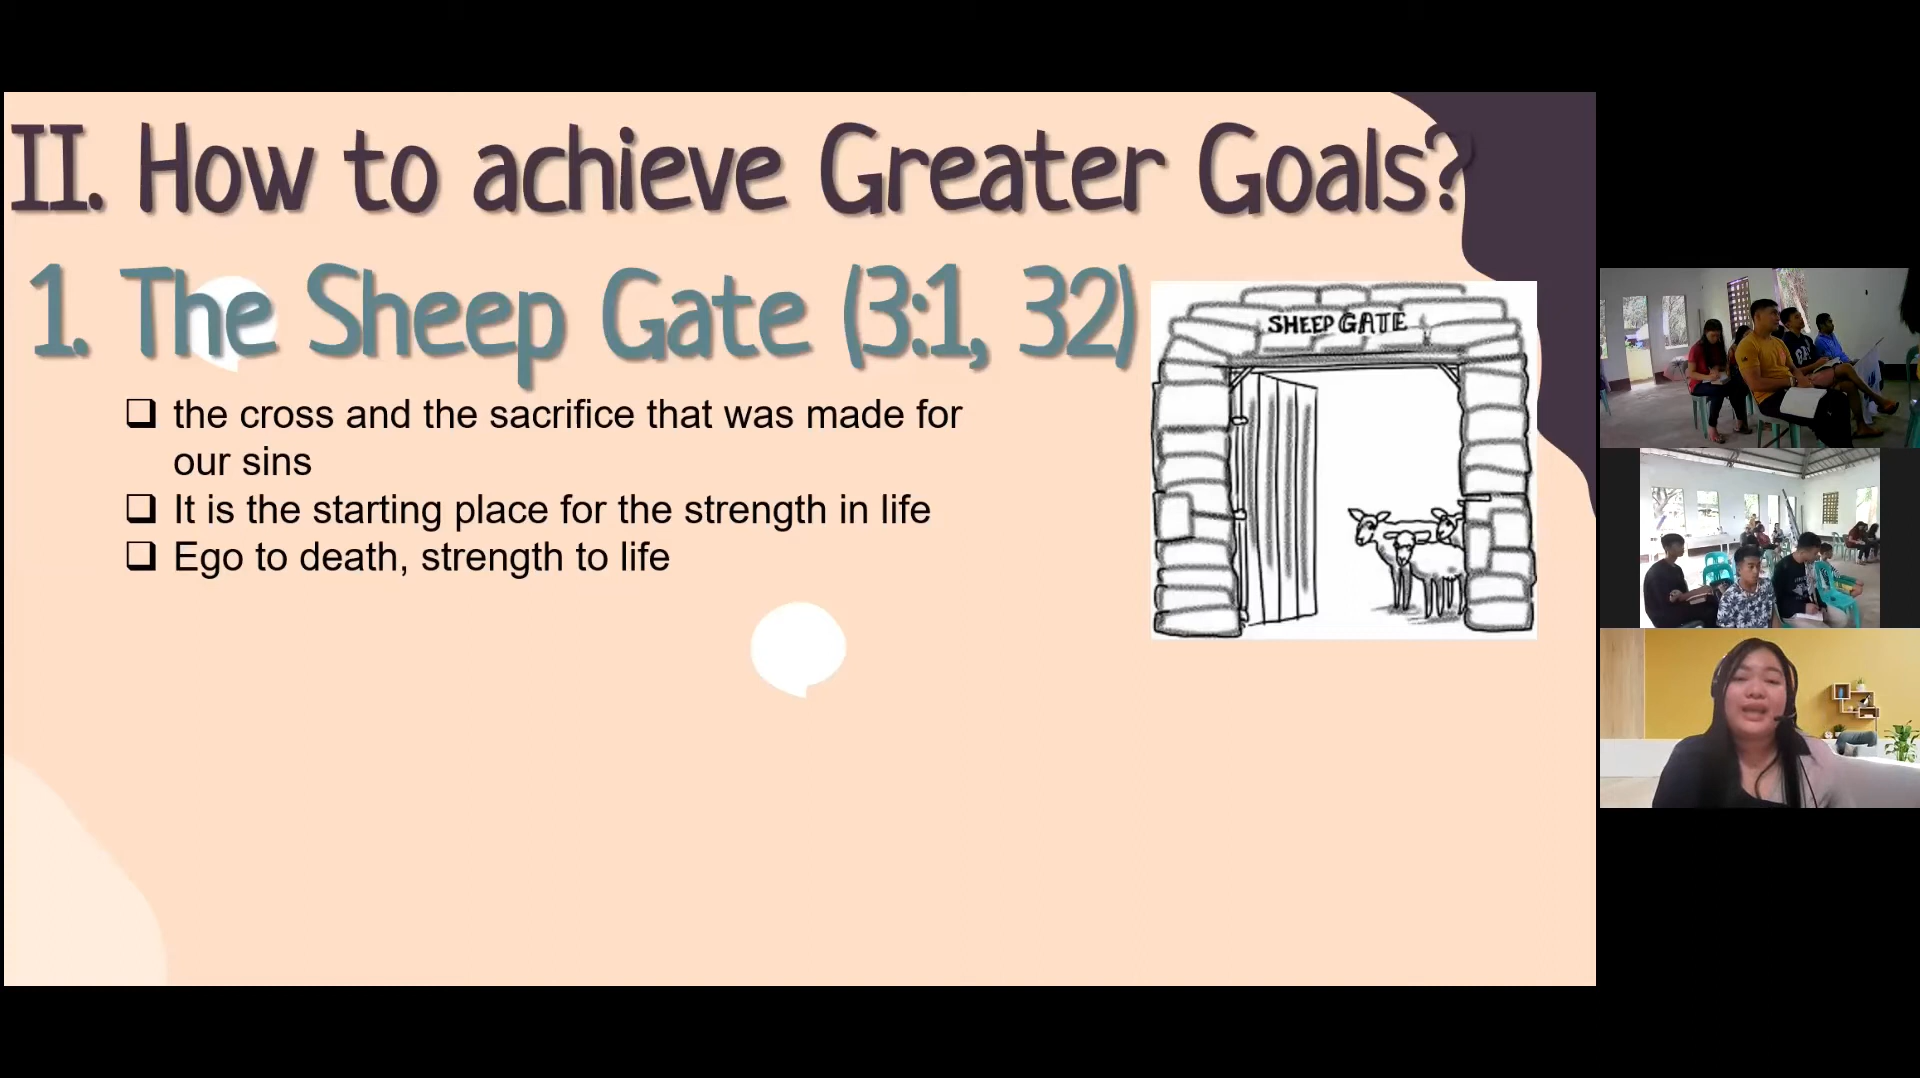 II. How to achieve Greater Goals?
1. The Sheep Gate (3:1, 32)
SHEEP GATE
the cross and the sacrifice that was made for
our sins
It is the starting place for the strength in life
Ego to death, strength to life